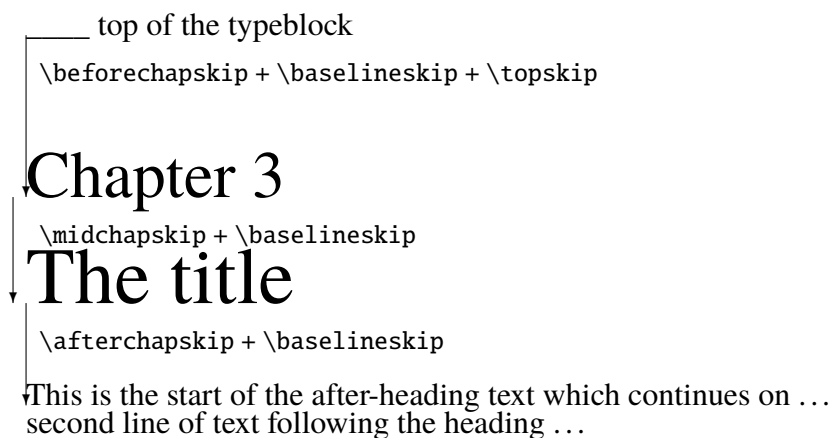 top of the typeblock
\beforechapskip + \baselineskip + \topskip
Chapter 3
\midchapskip + \baselineskip
The title
\afterchapskip + \baselineskip
This is the start of the after-heading text which continues on …
second line of text following the heading …